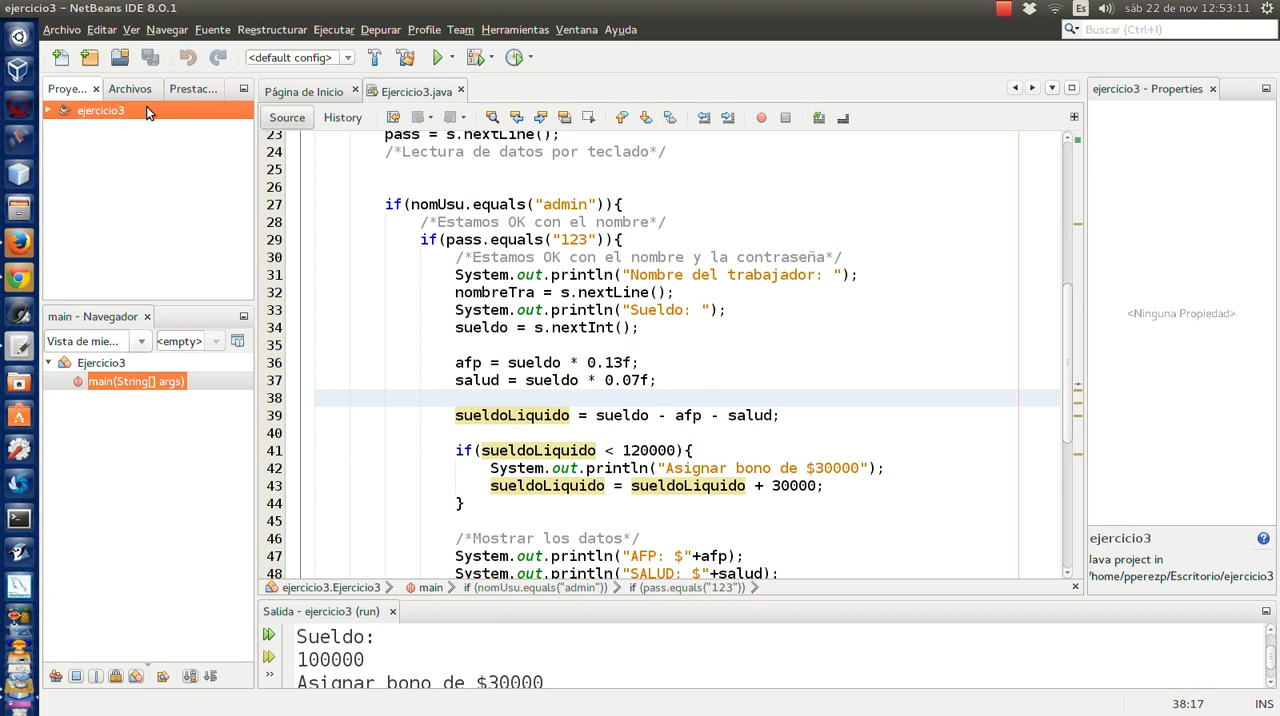 ejercicio3 - NetBeans IDE 8.0.1
Es
sáb 22 de nov 12:53:11
Archivo Editar Ver Navegar Fuente Reestructurar Ejecutar Depurar Profile Team Herramientas Ventana Ayuda
Buscar (Ctrl+I)
<default config>
Proye... × Archivos Prestac...
Página de Inicio × Ejercicio3.java ×
ejercicio3 - Properties ×
ejercicio3
Source History
23 pass = s.nextLine();
24 /*Lectura de datos por teclado*/
25
26
27 if(nomUsu.equals("admin")){
28 /*Estamos OK con el nombre*/
29 if(pass.equals("123")){
30 /*Estamos OK con el nombre y la contraseña*/
31 System.out.println("Nombre del trabajador: ");
32 nombreTra = s.nextLine();
33 System.out.println("Sueldo: ");
34 sueldo = s.nextInt();
35
36 afp = sueldo * 0.13f;
37 salud = sueldo * 0.07f;
38
39 sueldoLiquido = sueldo - afp - salud;
40
41 if(sueldoLiquido < 120000){
42 System.out.println("Asignar bono de $30000");
43 sueldoLiquido = sueldoLiquido + 30000;
44 }
45
46 /*Mostrar los datos*/
47 System.out.println("AFP: $"+afp);
48 System.out.println("SALUD: $"+salud);
<Ninguna Propiedad>
main - Navegador ×
Vista de mie... <empty>
Ejercicio3
main(String[] args)
ejercicio3
Java project in
/home/pperezp/Escritorio/ejercicio3
ejercicio3.Ejercicio3 main if (nomUsu.equals("admin")) if (pass.equals("123"))
Salida - ejercicio3 (run) ×
Sueldo:
100000
Asignar bono de $30000
38:17 INS